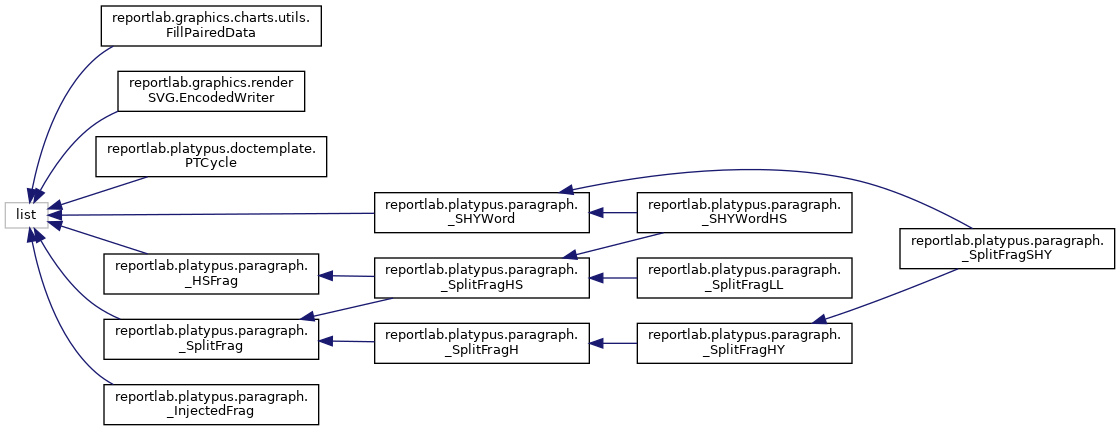 reportlab.graphics.charts.utils.
FillPairedData
reportlab.graphics.render
SVG.EncodedWriter
reportlab.platypus.doctemplate.
PTCycle
list
reportlab.platypus.paragraph.
_SHYWord
reportlab.platypus.paragraph.
_SHYWordHS
reportlab.platypus.paragraph.
_SplitFragSHY
reportlab.platypus.paragraph.
_HSFrag
reportlab.platypus.paragraph.
_SplitFragHS
reportlab.platypus.paragraph.
_SplitFragLL
reportlab.platypus.paragraph.
_SplitFrag
reportlab.platypus.paragraph.
_SplitFragH
reportlab.platypus.paragraph.
_SplitFragHY
reportlab.platypus.paragraph.
_InjectedFrag